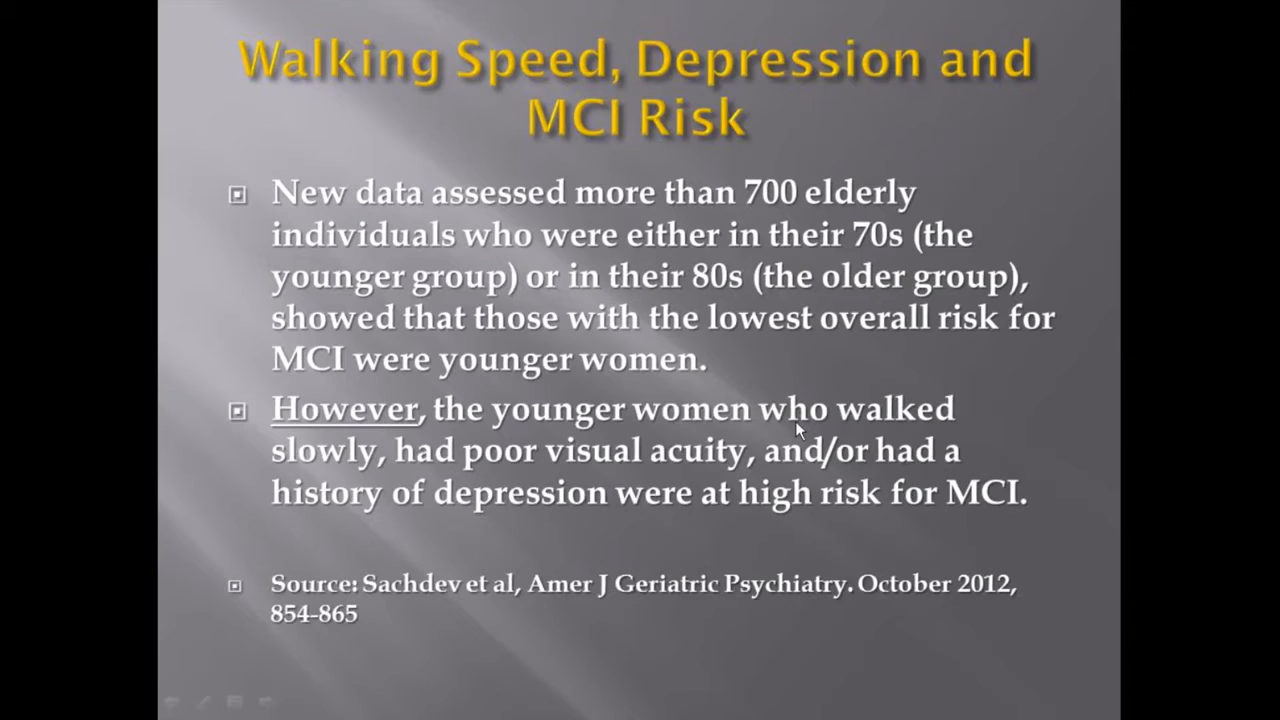 Walking Speed, Depression and
MCI Risk
New data assessed more than 700 elderly
individuals who were either in their 70s (the
younger group) or in their 80s (the older group),
showed that those with the lowest overall risk for
MCI were younger women.
However, the younger women who walked
slowly, had poor visual acuity, and/or had a
history of depression were at high risk for MCI.
Source: Sachdev et al, Amer J Geriatric Psychiatry. October 2012,
854-865